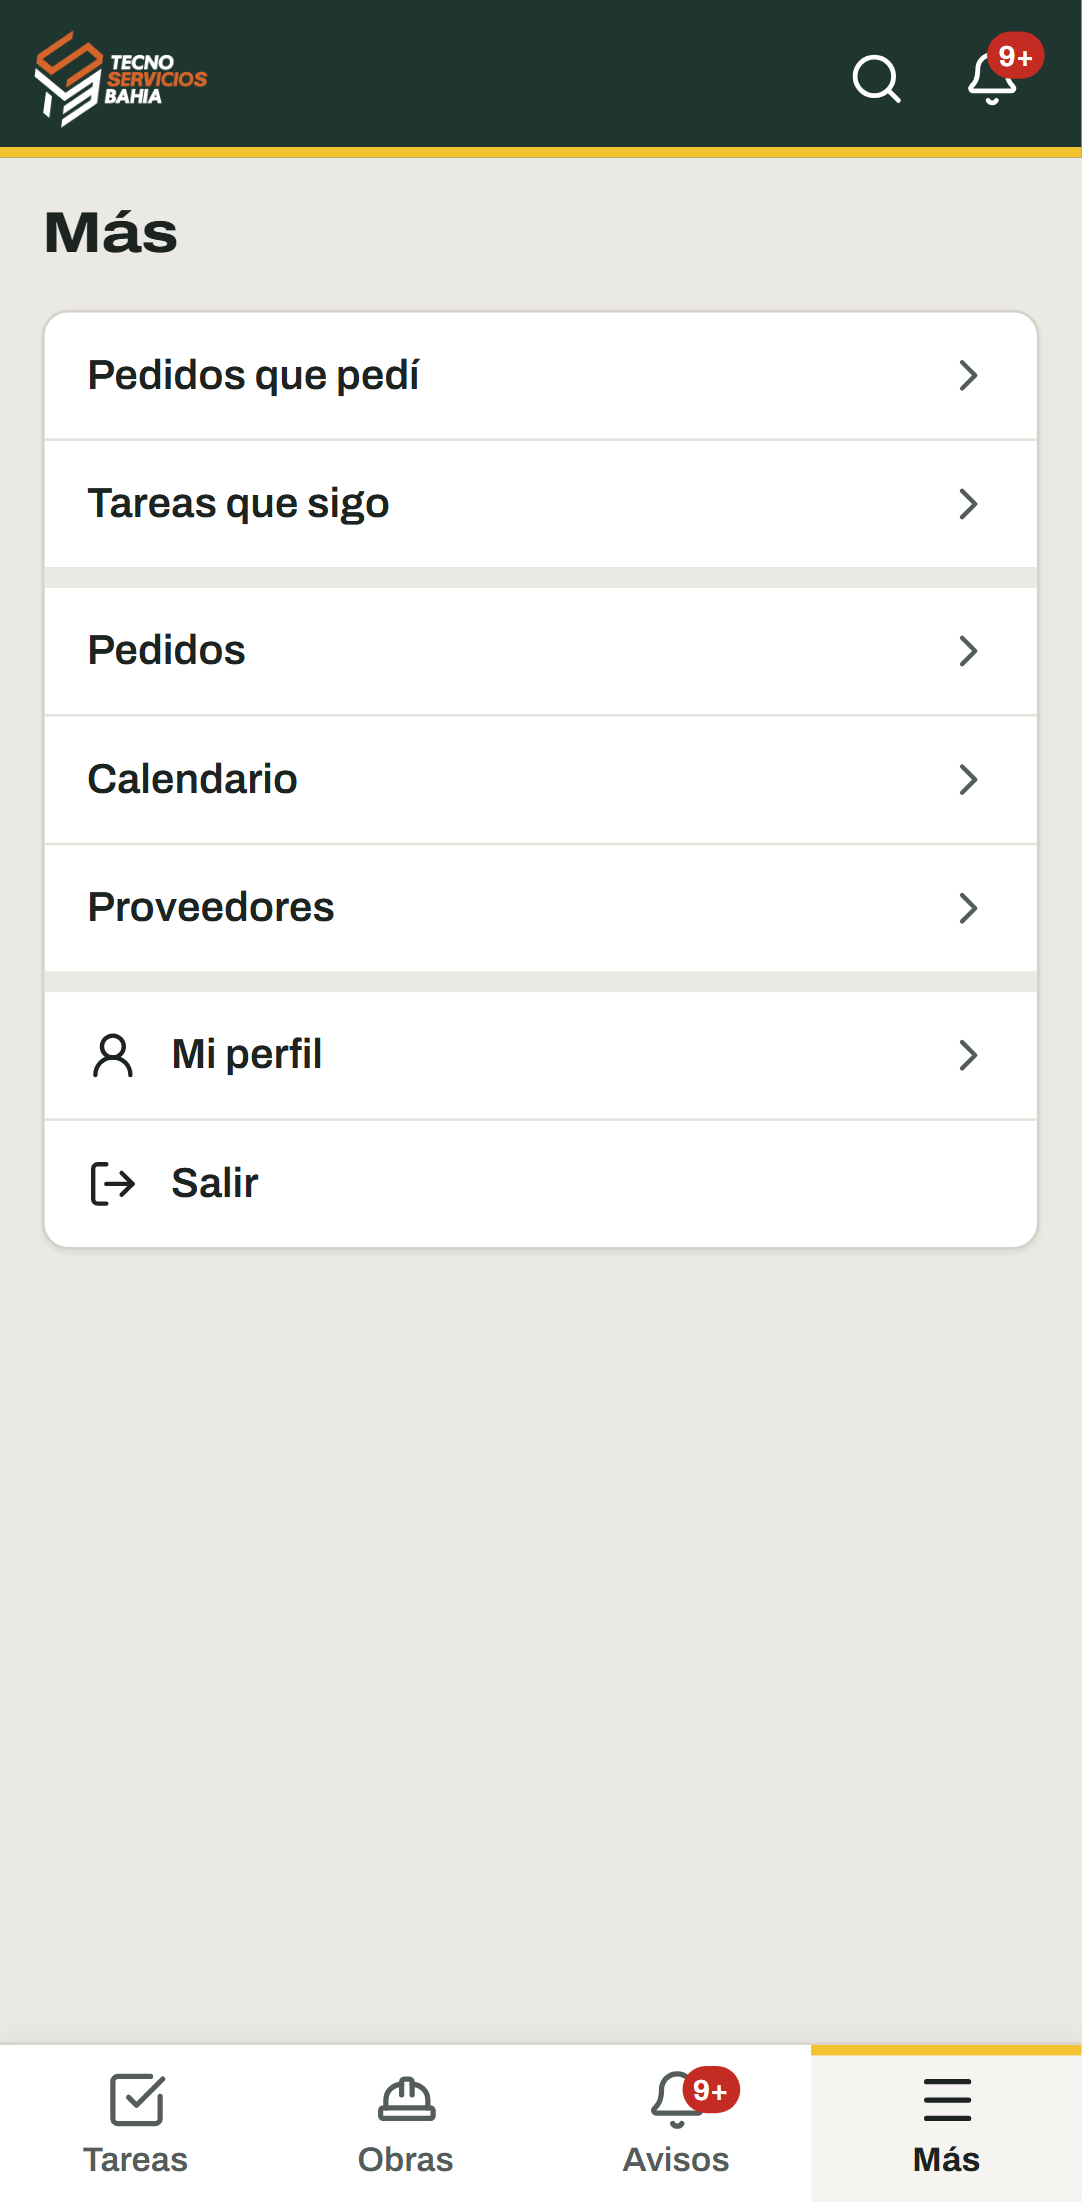 TECNO
SERVICIOS
BAHIA
9+
Más
Pedidos que pedí
Tareas que sigo
Pedidos
Calendario
Proveedores
Mi perfil
Salir
9+
Tareas
Obras
Avisos
Más